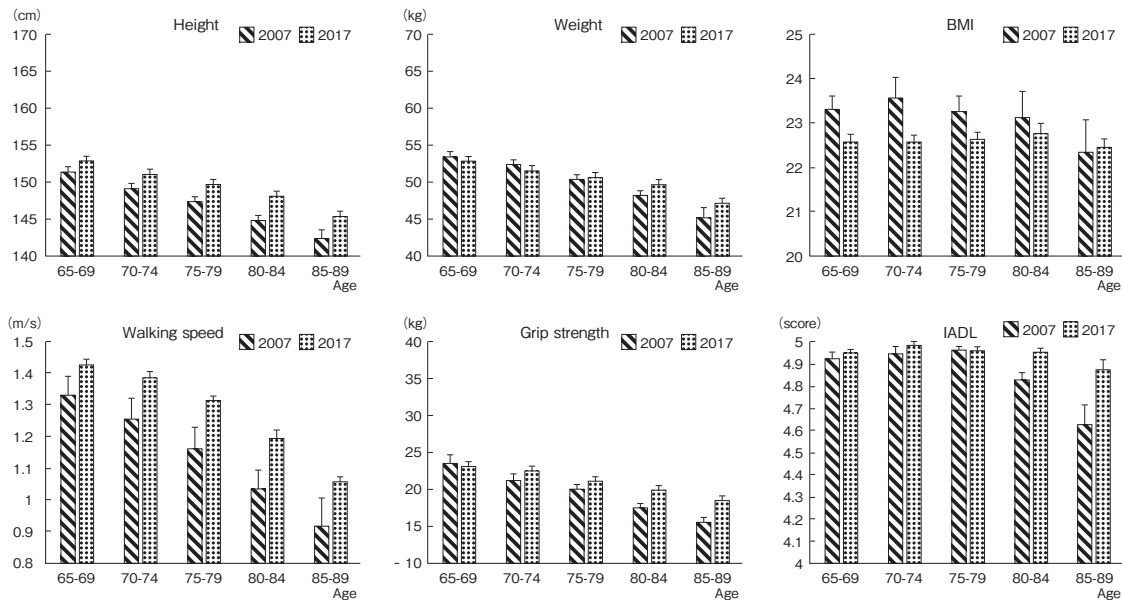 (cm) Height 2007 2017
170
165
160
155
150
145
140
65-69 70-74 75-79 80-84 85-89
Age
(kg) Weight 2007 2017
70
65
60
55
50
45
40
65-69 70-74 75-79 80-84 85-89
Age
BMI 2007 2017
25
24
23
22
21
20
65-69 70-74 75-79 80-84 85-89
Age
(m/s) Walking speed 2007 2017
1.5
1.4
1.3
1.2
1.1
1
0.9
0.8
65-69 70-74 75-79 80-84 85-89
Age
(kg) Grip strength 2007 2017
40
35
30
25
20
15
- 10
65-69 70-74 75-79 80-84 85-89
Age
(score) IADL 2007 2017
5
4.9
4.8
4.7
4.6
4.5
4.4
4.3
4.2
4.1
4
65-69 70-74 75-79 80-84 85-89
Age